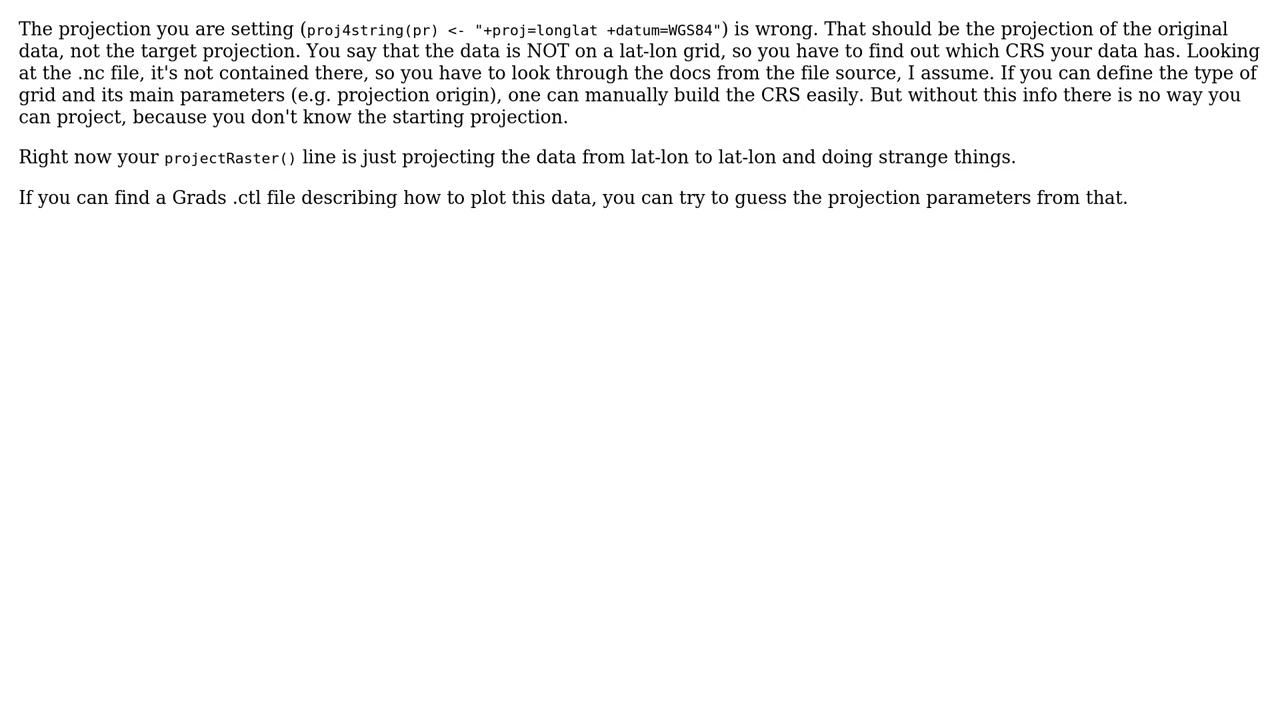 The projection you are setting (proj4string(pr) <- "+proj=longlat +datum=WGS84") is wrong. That should be the projection of the original
data, not the target projection. You say that the data is NOT on a lat-lon grid, so you have to find out which CRS your data has. Looking
at the .nc file, it's not contained there, so you have to look through the docs from the file source, I assume. If you can define the type of
grid and its main parameters (e.g. projection origin), one can manually build the CRS easily. But without this info there is no way you
can project, because you don't know the starting projection.
Right now your projectRaster() line is just projecting the data from lat-lon to lat-lon and doing strange things.
If you can find a Grads .ctl file describing how to plot this data, you can try to guess the projection parameters from that.